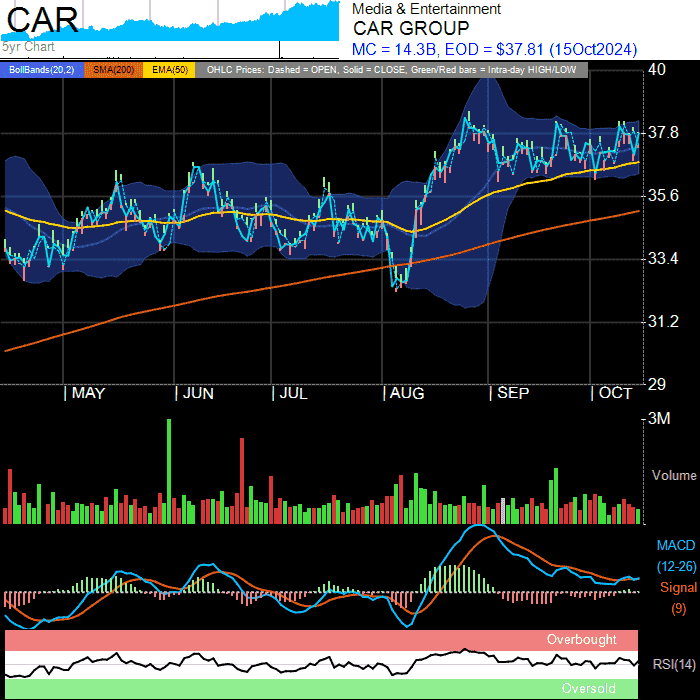 CAR
5yr Chart
Media & Entertainment
CAR GROUP
MC = 14.3B, EOD = $37.81 (15Oct2024)
BollBands(20,2) SMA(200) EMA(50) OHLC Prices: Dashed = OPEN, Solid = CLOSE, Green/Red bars = Intra-day HIGH/LOW
40
37.8
35.6
33.4
31.2
29
MAY JUN JUL AUG SEP OCT
3M
Volume
MACD
(12-26)
Signal
(9)
Overbought
RSI(14)
Oversold